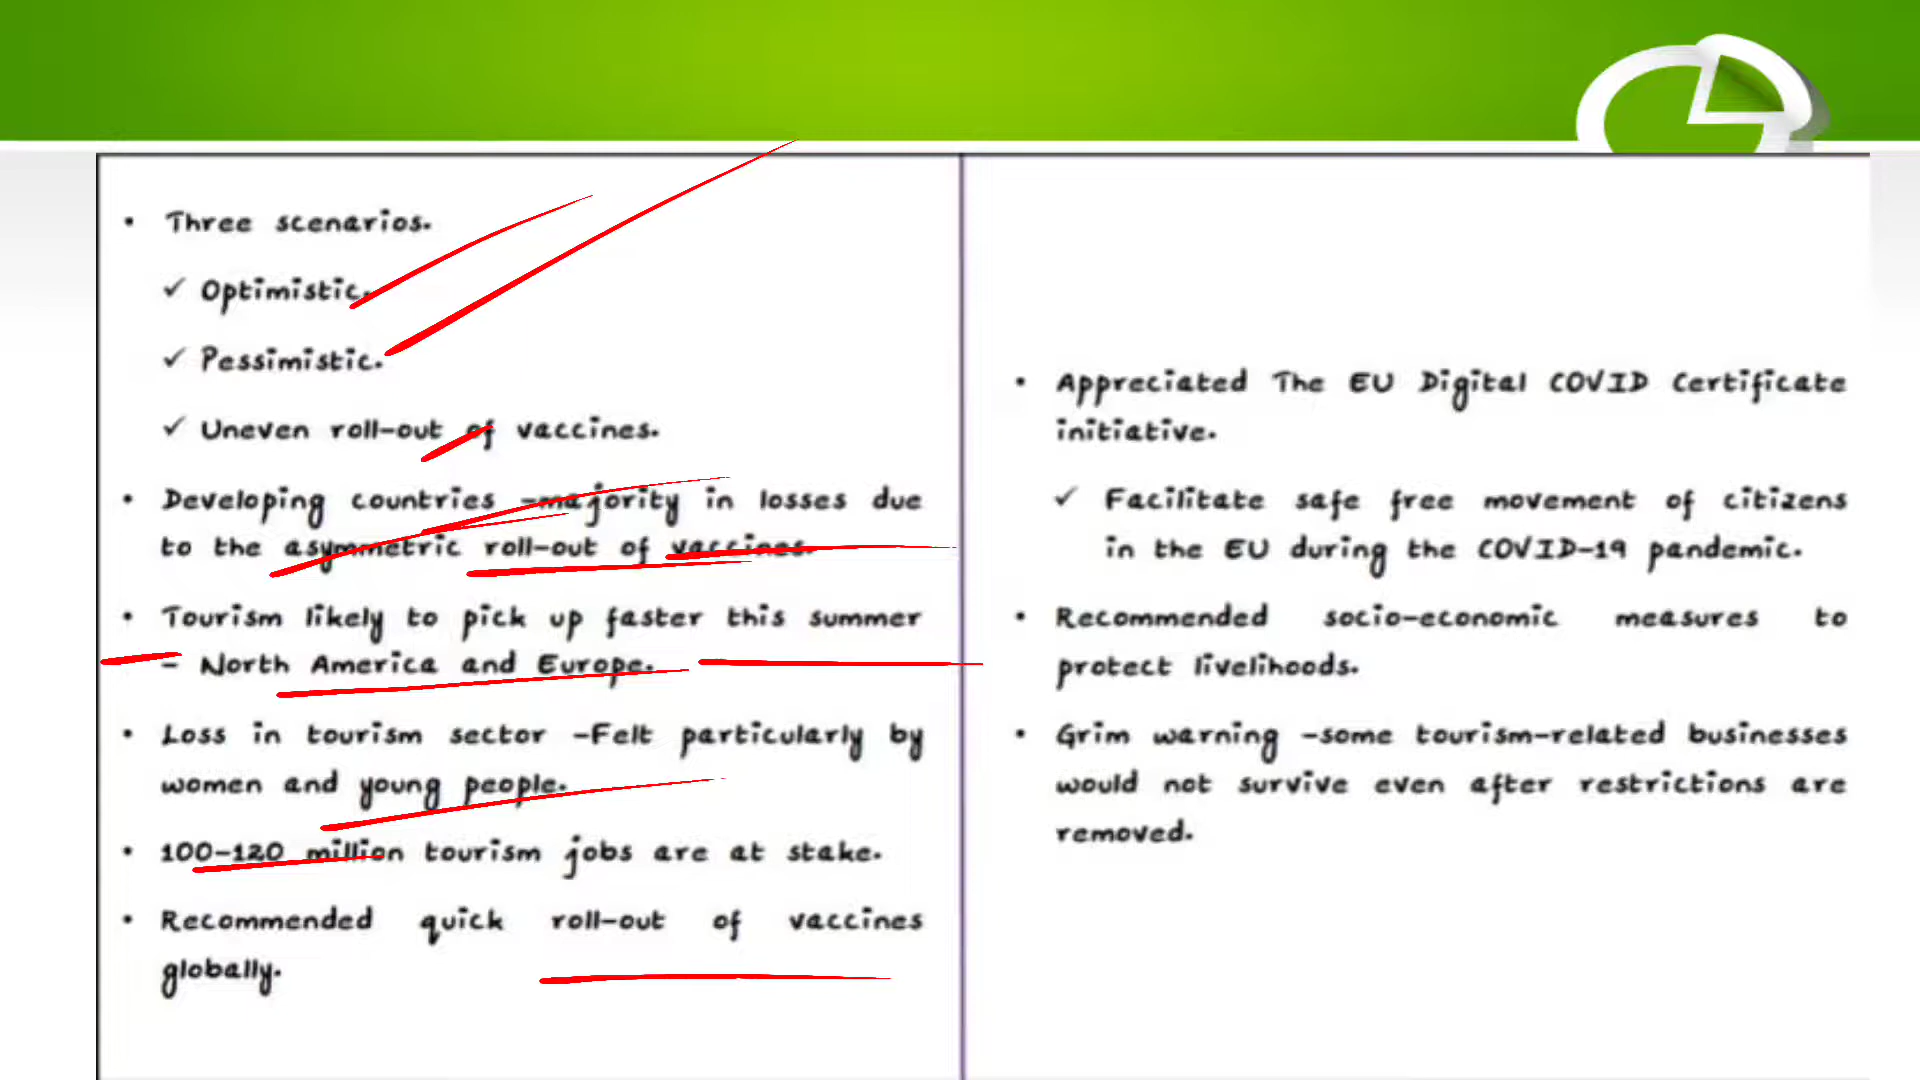 • Three scenarios.
✓ Optimistic.
✓ Pessimistic.
✓ Uneven roll-out of vaccines.
• Developing countries -majority in losses due
to the asymmetric roll-out of vaccines.
• Tourism likely to pick up faster this summer
- North America and Europe.
• Loss in tourism sector -Felt particularly by
women and young people.
• 100-120 million tourism jobs are at stake.
• Recommended quick roll-out of vaccines
globally.
• Appreciated The EU Digital COVID Certificate
initiative.
✓ Facilitate safe free movement of citizens
in the EU during the COVID-19 pandemic.
• Recommended socio-economic measures to
protect livelihoods.
• Grim warning -some tourism-related businesses
would not survive even after restrictions are
removed.